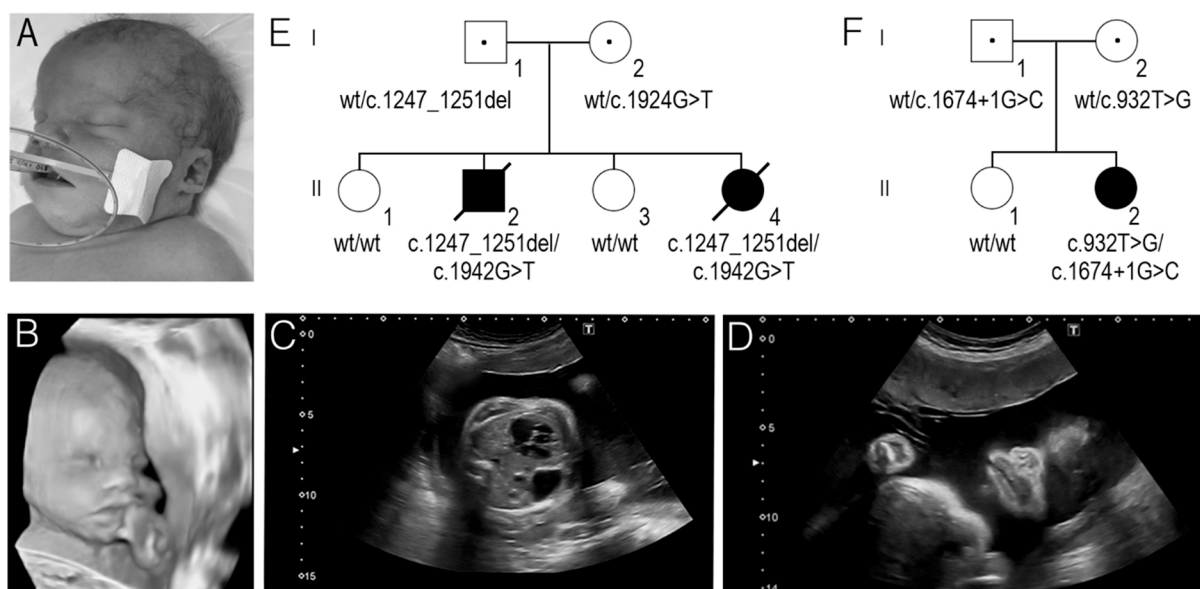 A
E
F
I
I
1
2
1
2
wt/c.1247_1251del
wt/c.1924G>T
wt/c.1674+1G>C
wt/c.932T>G
II
II
1
2
3
4
1
2
wt/wt
c.1247_1251del/
c.1942G>T
wt/wt
c.1247_1251del/
c.1942G>T
wt/wt
c.932T>G/
c.1674+1G>C
B
C
D
T
T
0
5
10
15
0
5
10
14